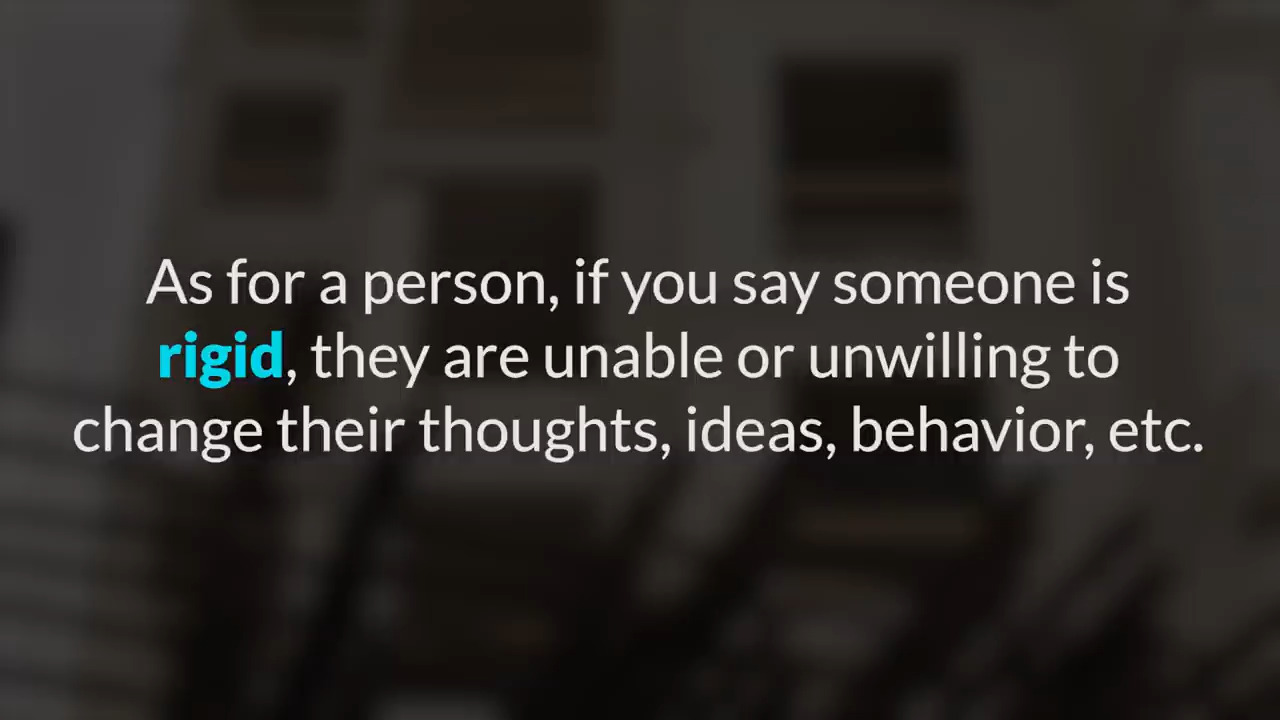 As for a person, if you say someone is
rigid, they are unable or unwilling to
change their thoughts, ideas, behavior, etc.